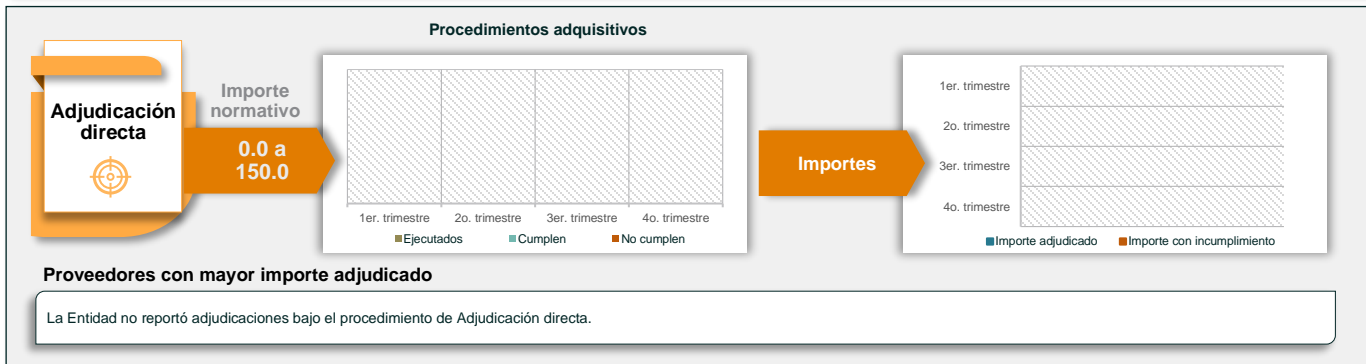 Procedimientos adquisitivos
Adjudicación
directa
Importe
normativo
0.0 a
150.0
1er. trimestre 2o. trimestre 3er. trimestre 4o. trimestre
Ejecutados Cumplen No cumplen
Importes
1er. trimestre
2o. trimestre
3er. trimestre
4o. trimestre
Importe adjudicado Importe con incumplimiento
Proveedores con mayor importe adjudicado
La Entidad no reportó adjudicaciones bajo el procedimiento de Adjudicación directa.